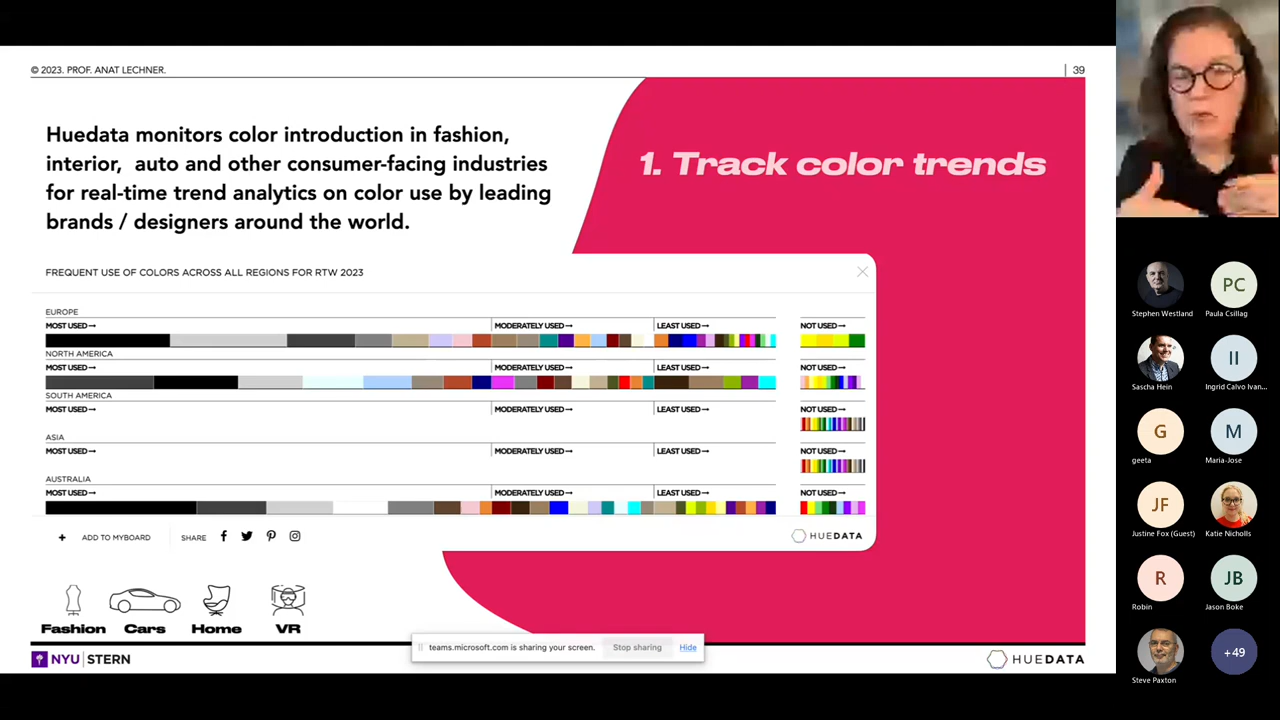 © 2023. PROF. ANAT LECHNER.
39
Huedata monitors color introduction in fashion,
interior, auto and other consumer-facing industries
for real-time trend analytics on color use by leading
brands / designers around the world.
1. Track color trends
FREQUENT USE OF COLORS ACROSS ALL REGIONS FOR RTW 2023
EUROPE
MOST USED→ MODERATELY USED→ LEAST USED→ NOT USED→
NORTH AMERICA
MOST USED→ MODERATELY USED→ LEAST USED→ NOT USED→
SOUTH AMERICA
MOST USED→ MODERATELY USED→ LEAST USED→ NOT USED→
ASIA
MOST USED→ MODERATELY USED→ LEAST USED→ NOT USED→
AUSTRALIA
MOST USED→ MODERATELY USED→ LEAST USED→ NOT USED→
+ ADD TO MYBOARD SHARE
HUEDATA
Fashion Cars Home VR
teams.microsoft.com is sharing your screen. Stop sharing Hide
NYU STERN
HUEDATA
PC
Stephen Westland Paula Csillag
II
Sascha Hein Ingrid Calvo Ivan...
G M
geeta Maria-Jose
JF
Justine Fox (Guest) Katie Nicholls
R JB
Robin Jason Boke
+49
Steve Paxton